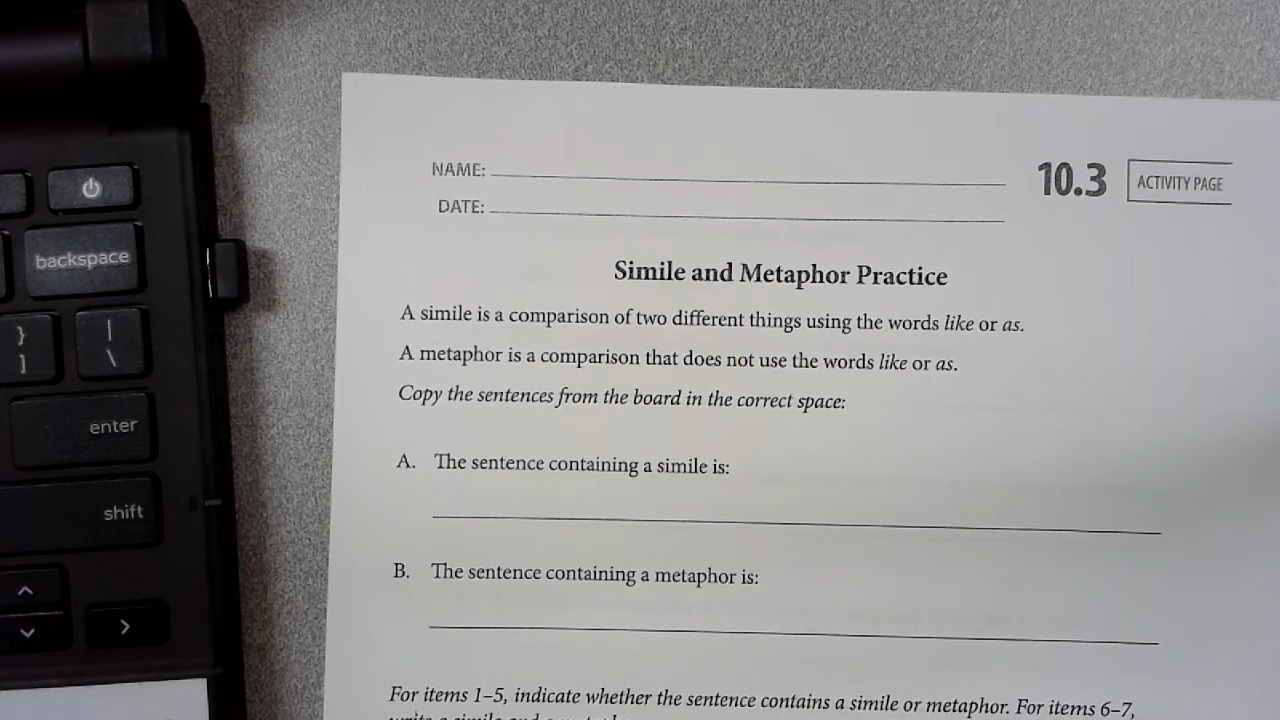 NAME:
10.3
ACTIVITY PAGE
DATE:
Simile and Metaphor Practice
A simile is a comparison of two different things using the words like or as.
A metaphor is a comparison that does not use the words like or as.
Copy the sentences from the board in the correct space:
A. The sentence containing a simile is:
B. The sentence containing a metaphor is:
For items 1–5, indicate whether the sentence contains a simile or metaphor. For items 6–7,
write a simile and a
backspace
}
]
|
\
enter
shift